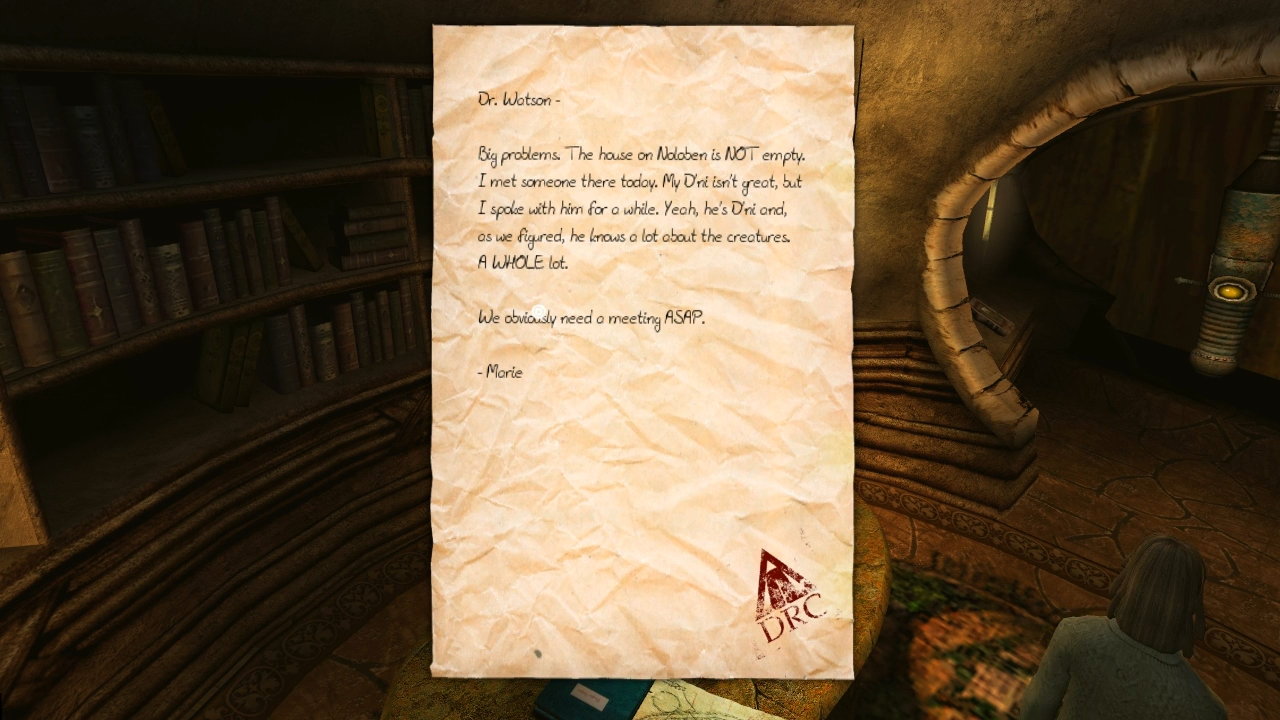 Dr. Watson -
Big problems. The house on Noloben is NOT empty.
I met someone there today. My D'ni isn't great, but
I spoke with him for a while. Yeah, he's D'ni and,
as we figured, he knows a lot about the creatures.
A WHOLE lot.
We obviously need a meeting ASAP.
- Marie
DRC